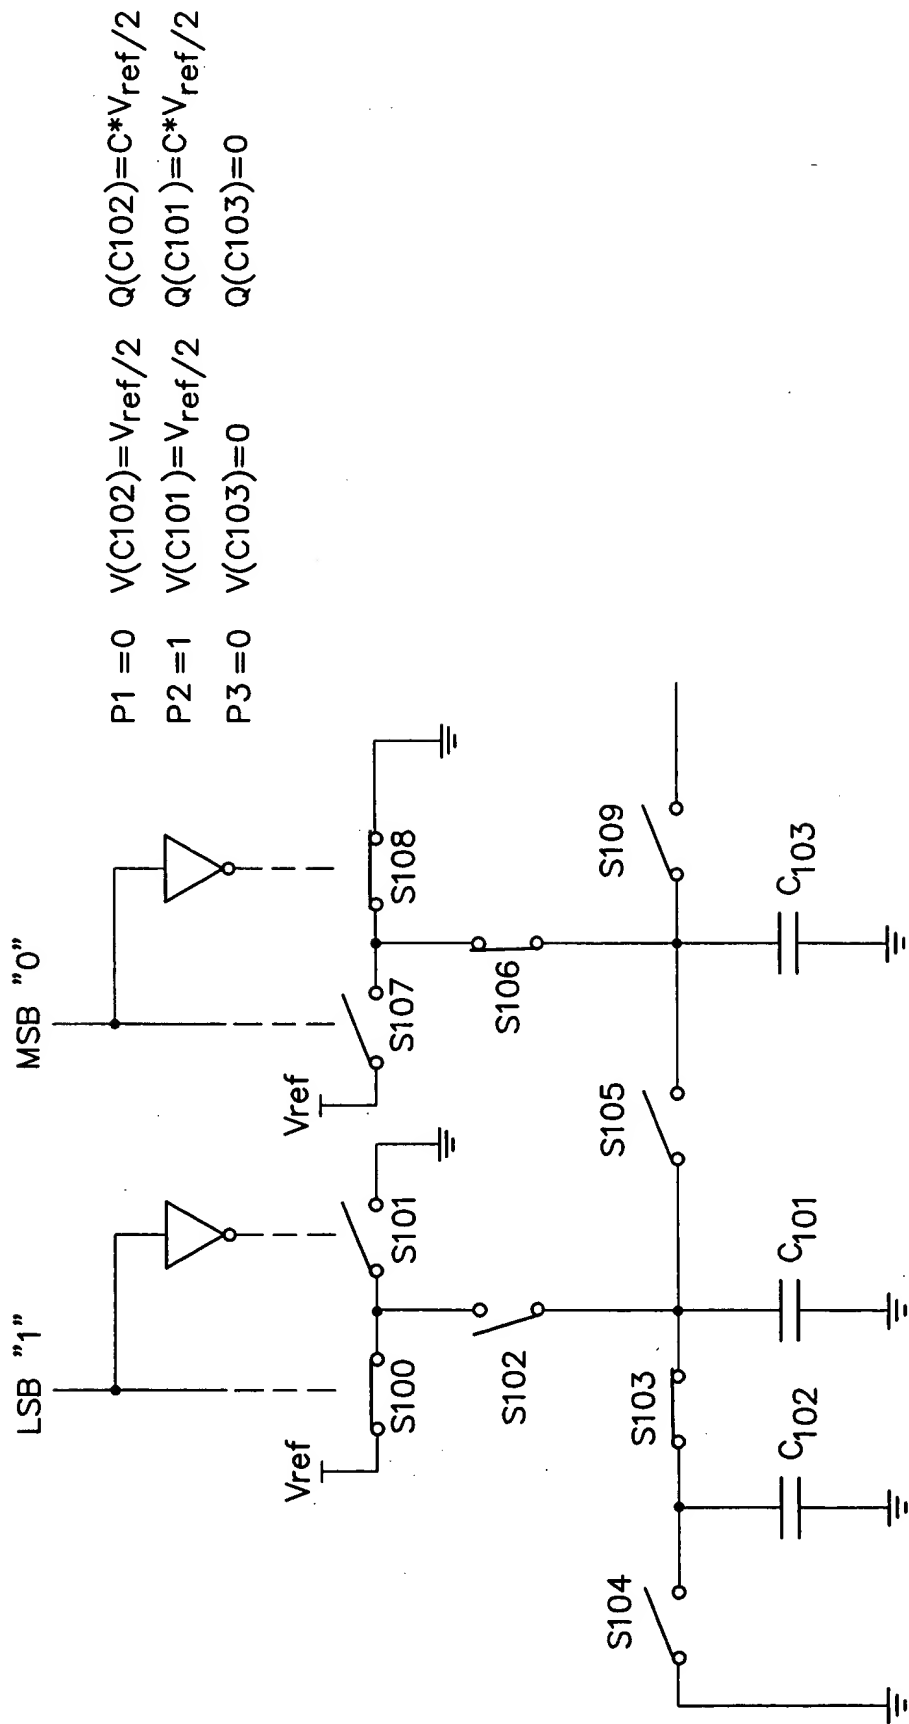 P1 =0 V(C102)=Vref/2 Q(C102)=C*Vref/2
P2=1 V(C101)=Vref/2 Q(C101)=C*Vref/2
P3=0 V(C103)=0 Q(C103)=0
LSB "1"
MSB "0"
Vref
S100
S101
Vref
S107
S108
S102
S106
S104
S103
S105
S109
C102
C101
C103